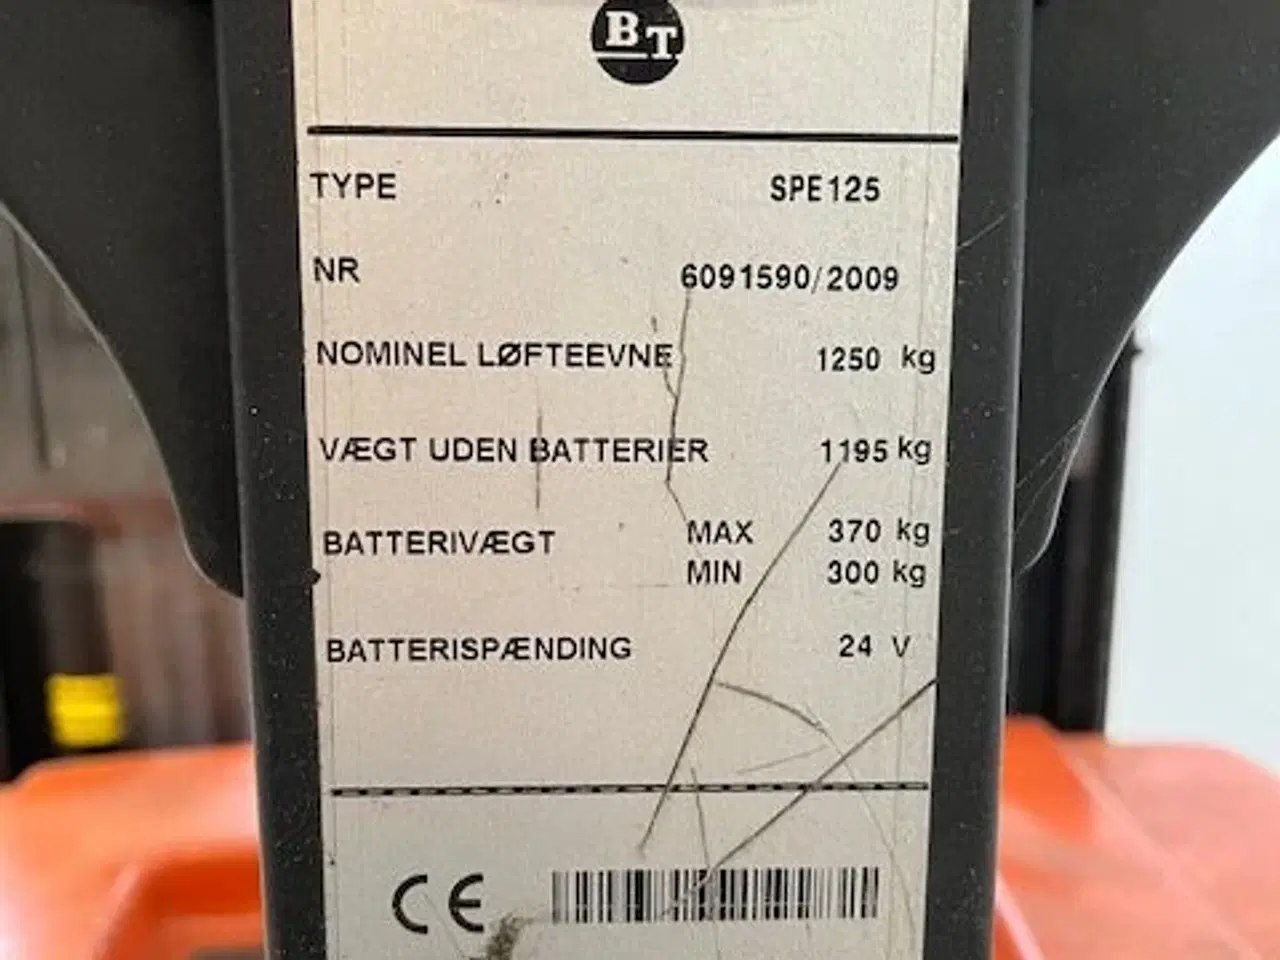 BT
TYPE SPE125
NR 6091590/2009
NOMINEL LØFTEEVNE 1250 kg
VÆGT UDEN BATTERIER 1195 kg
BATTERIVÆGT MAX 370 kg
MIN 300 kg
BATTERISPÆNDING 24 V
CE